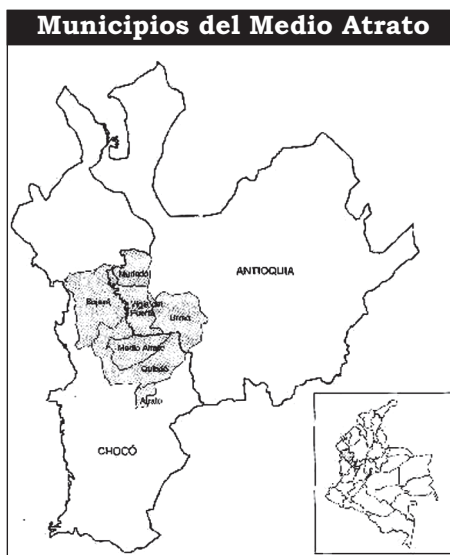 Municipios del Medio Atrato
ANTIOQUIA
Murindó
Bojayá
Vigía del
Fuerte
Urrao
Medio Atrato
Quibdó
Atrato
CHOCÓ